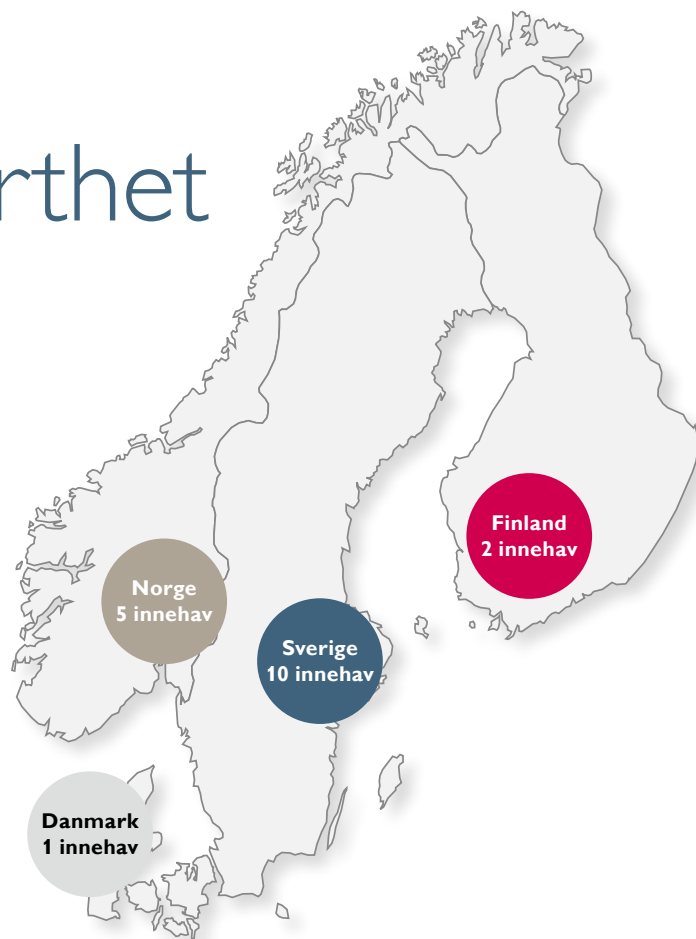 rthet
Finland
2 innehav
Norge
5 innehav
Sverige
10 innehav
Danmark
1 innehav